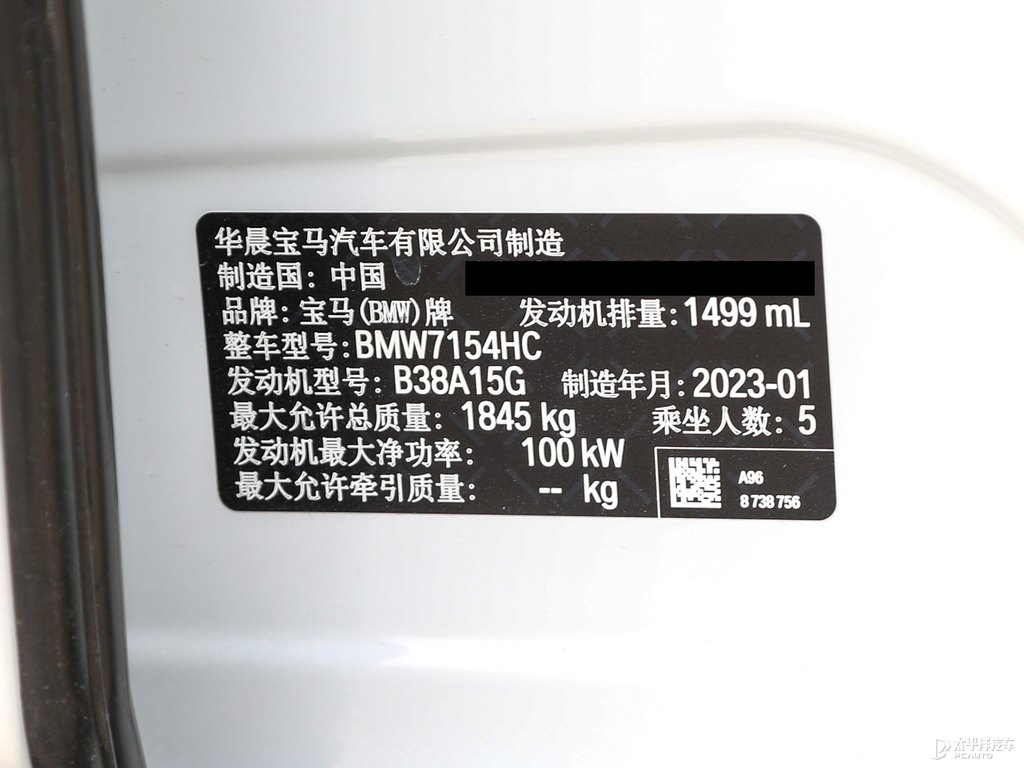 华晨宝马汽车有限公司制造
制造国：中国
品牌：宝马(BMW)牌 发动机排量：1499 mL
整车型号：BMW7154HC
发动机型号：B38A15G 制造年月：2023-01
最大允许总质量：1845 kg 乘坐人数：5
发动机最大净功率： 100 kW
最大允许牵引质量： -- kg
A96
8 738 756
太平洋汽车
PCAUTO